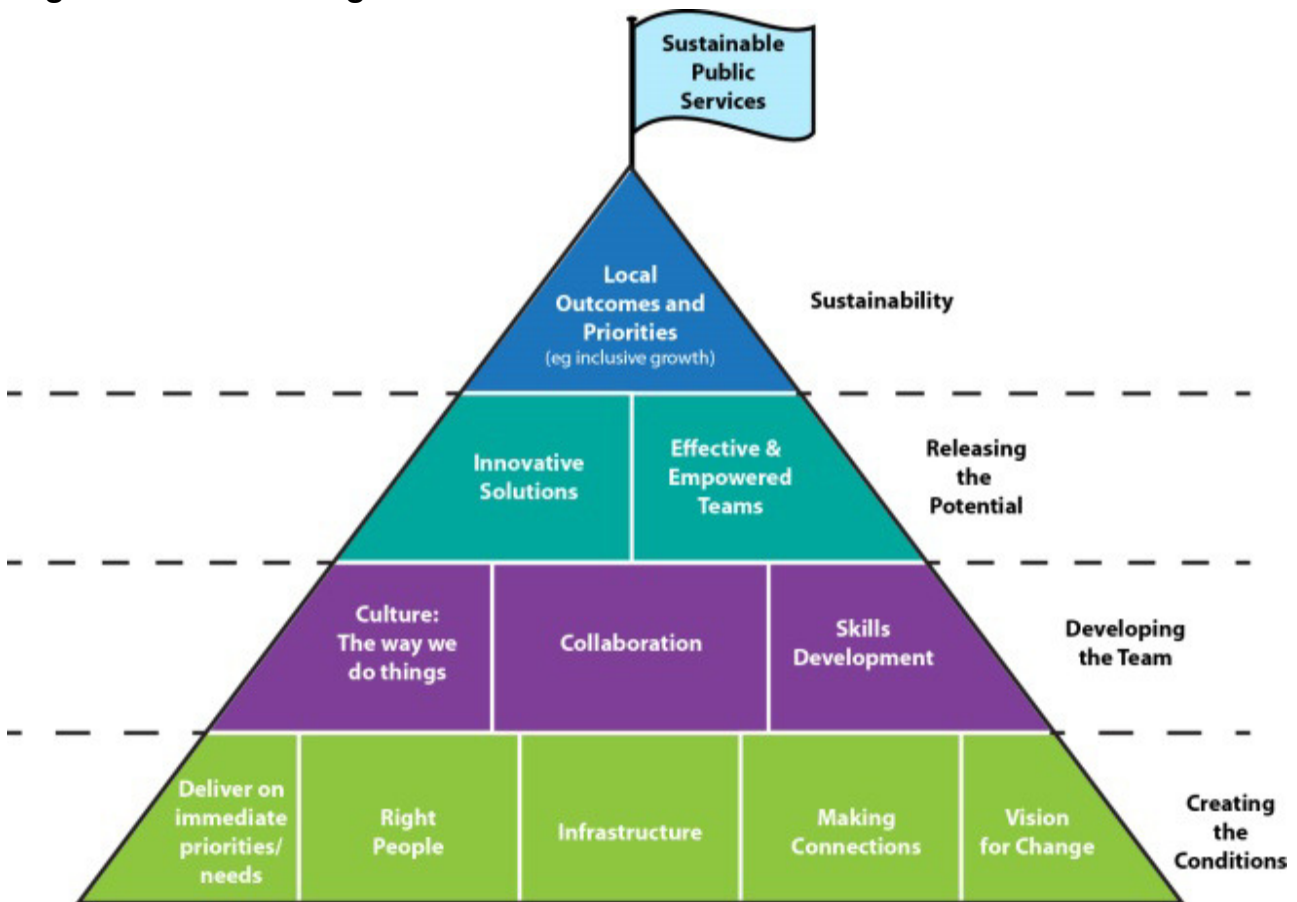 Sustainable
Public
Services
Local
Outcomes and
Priorities
(eg inclusive growth)
Sustainability
Innovative
Solutions
Effective &
Empowered
Teams
Releasing
the
Potential
Culture:
The way we
do things
Collaboration
Skills
Development
Developing
the Team
Deliver on
immediate
priorities/
needs
Right
People
Infrastructure
Making
Connections
Vision
for Change
Creating
the
Conditions